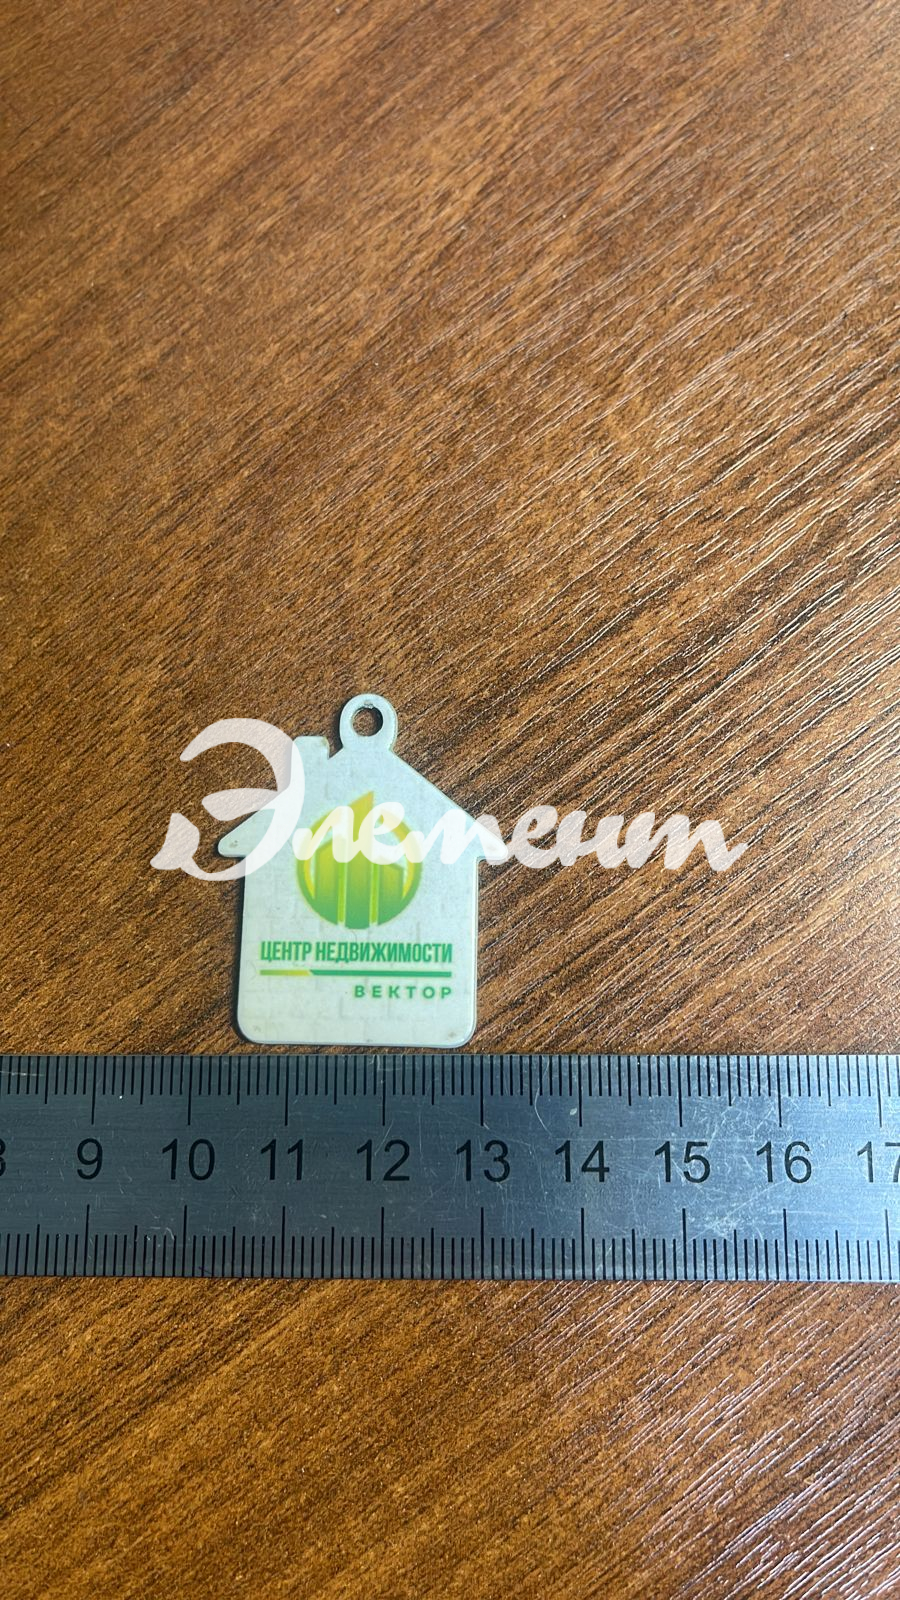 Элемент
ЦЕНТР НЕДВИЖИМОСТИ
ВЕКТОР
9 10 11 12 13 14 15 16 17